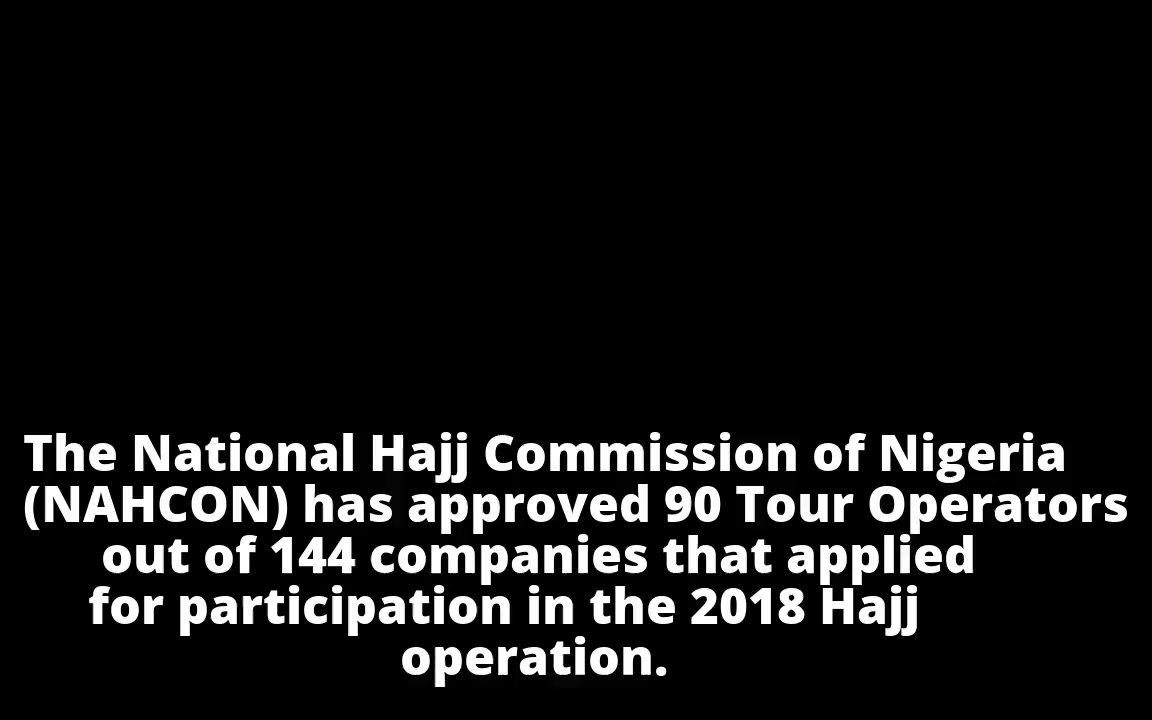 The National Hajj Commission of Nigeria
(NAHCON) has approved 90 Tour Operators
out of 144 companies that applied
for participation in the 2018 Hajj
operation.